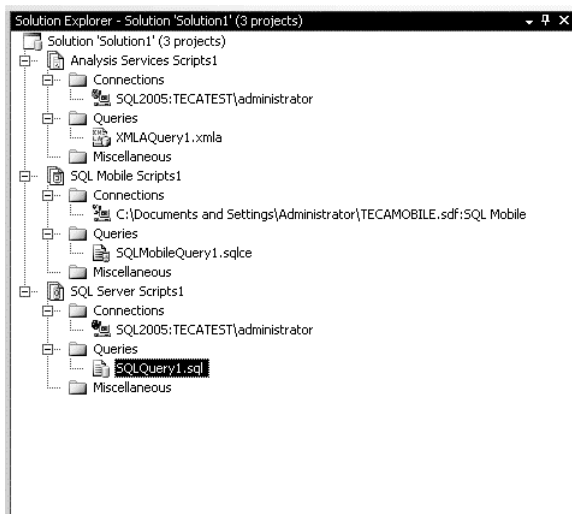 Solution Explorer - Solution 'Solution1' (3 projects)
Solution 'Solution1' (3 projects)
Analysis Services Scripts1
Connections
SQL2005:TECATEST\administrator
Queries
XMLAQuery1.xmla
Miscellaneous
SQL Mobile Scripts1
Connections
C:\Documents and Settings\Administrator\TECAMOBILE.sdf:SQL Mobile
Queries
SQLMobileQuery1.sqlce
Miscellaneous
SQL Server Scripts1
Connections
SQL2005:TECATEST\administrator
Queries
SQLQuery1.sql
Miscellaneous